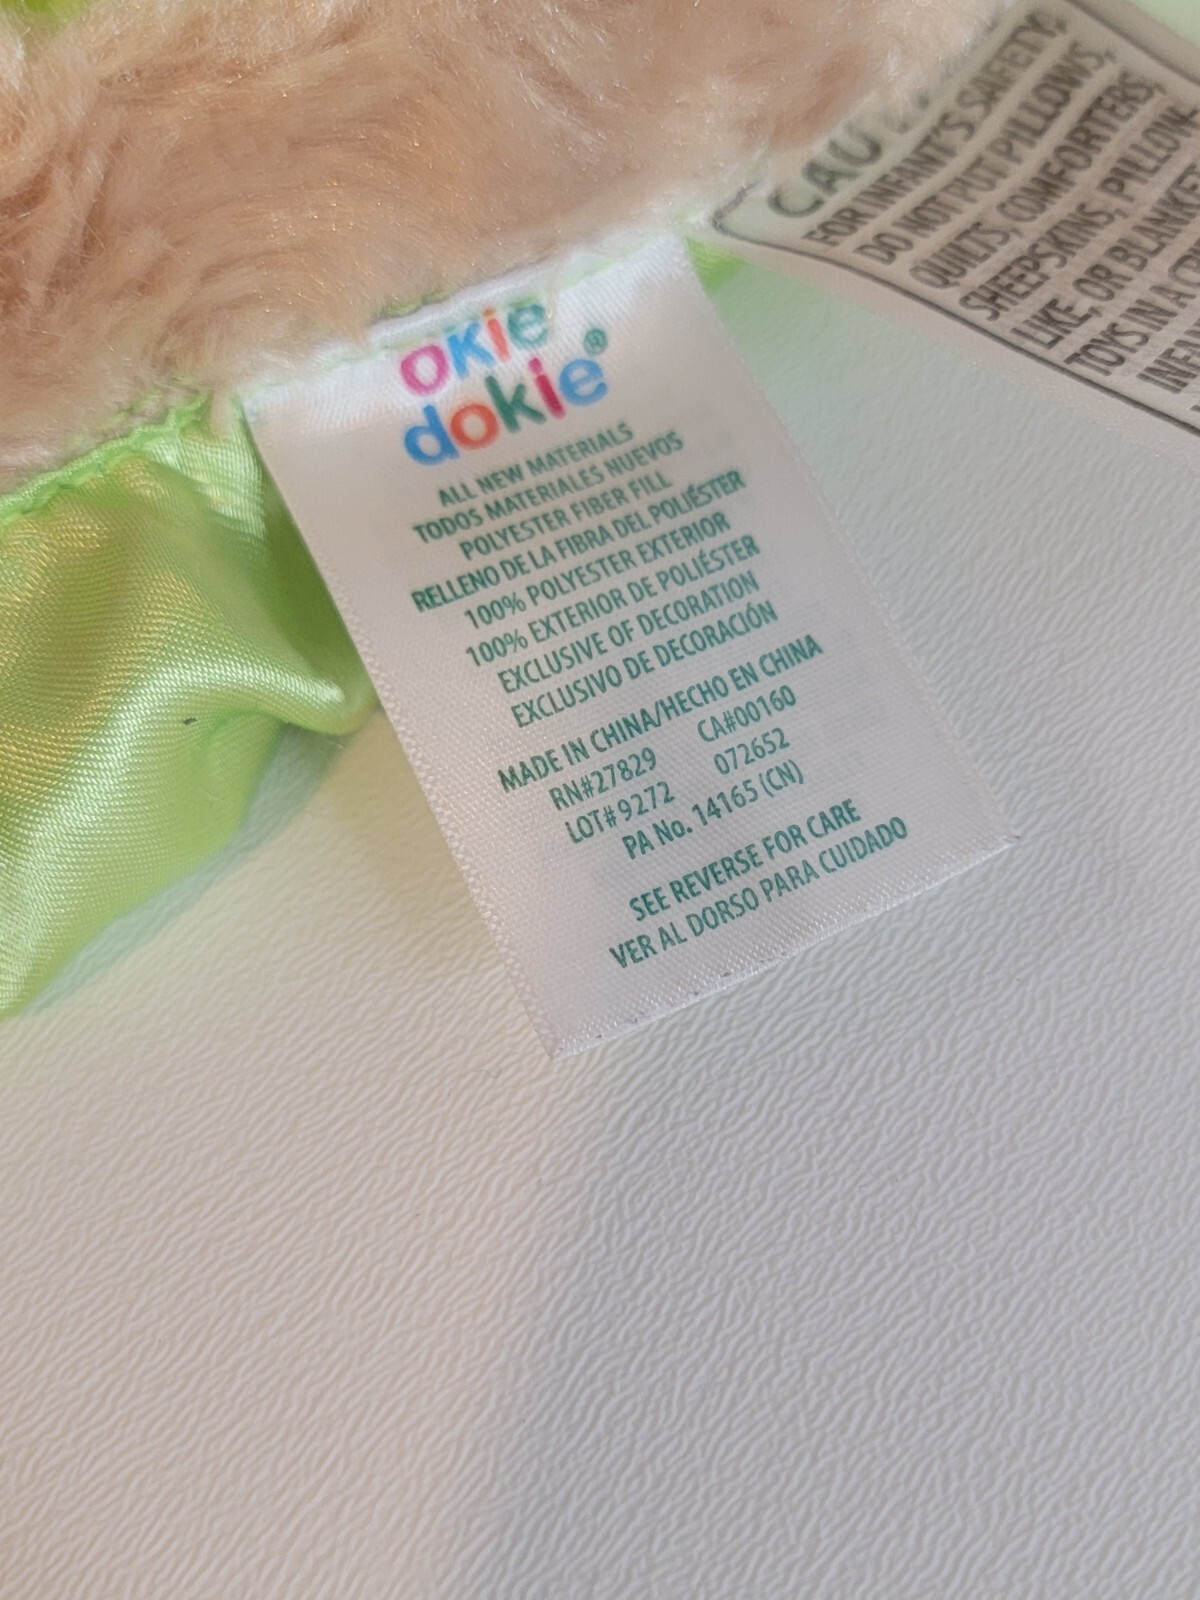 okie
dokie®
ALL NEW MATERIALS
TODOS MATERIALES NUEVOS
POLYESTER FIBER FILL
RELLENO DE LA FIBRA DEL POLIÉSTER
100% POLYESTER EXTERIOR
100% EXTERIOR DE POLIÉSTER
EXCLUSIVE OF DECORATION
EXCLUSIVO DE DECORACIÓN
MADE IN CHINA/HECHO EN CHINA
RN#27829 CA#00160
LOT#9272 072652
PA No. 14165 (CN)
SEE REVERSE FOR CARE
VER AL DORSO PARA CUIDADO
FOR INFANT'S SAFETY,
DO NOT PUT PILLOWS,
QUILTS, COMFORTERS,
SHEEPSKINS, PILLOW-
LIKE, OR BLANKET
TOYS IN A